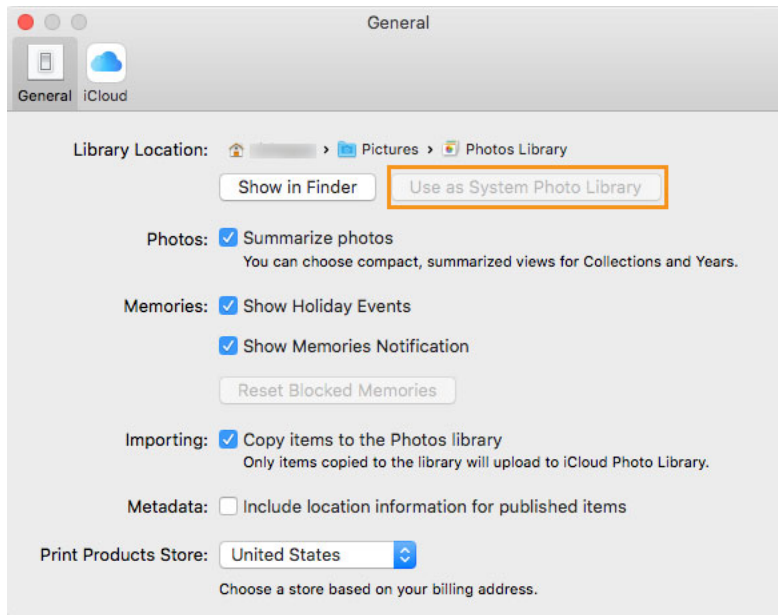 General
General iCloud
Library Location: > Pictures > Photos Library
Show in Finder Use as System Photo Library
Photos: Summarize photos
You can choose compact, summarized views for Collections and Years.
Memories: Show Holiday Events
Show Memories Notification
Reset Blocked Memories
Importing: Copy items to the Photos library
Only items copied to the library will upload to iCloud Photo Library.
Metadata: Include location information for published items
Print Products Store: United States
Choose a store based on your billing address.